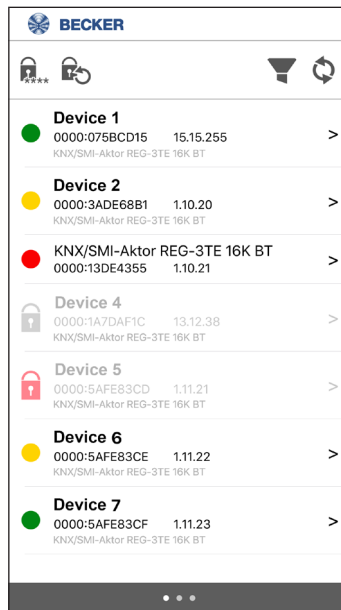 BECKER
****
Device 1
0000:075BCD15 15.15.255
KNX/SMI-Aktor REG-3TE 16K BT
Device 2
0000:3ADE68B1 1.10.20
KNX/SMI-Aktor REG-3TE 16K BT
KNX/SMI-Aktor REG-3TE 16K BT
0000:13DE4355 1.10.21
Device 4
0000:1A7DAF1C 13.12.38
KNX/SMI-Aktor REG-3TE 16K BT
Device 5
0000:5AFE83CD 1.11.21
KNX/SMI-Aktor REG-3TE 16K BT
Device 6
0000:5AFE83CE 1.11.22
KNX/SMI-Aktor REG-3TE 16K BT
Device 7
0000:5AFE83CF 1.11.23
KNX/SMI-Aktor REG-3TE 16K BT